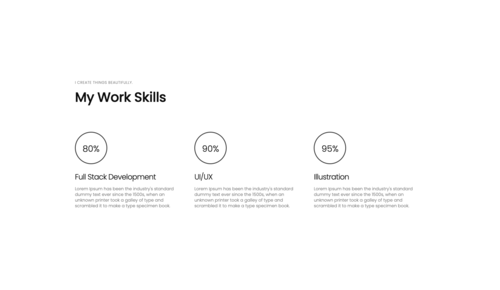 I CREATE THINGS BEAUTIFULLY
My Work Skills
80%
90%
95%
Full Stack Development
UI/UX
Illustration
Lorem Ipsum has been the industry's standard
dummy text ever since the 1500s, when an
unknown printer took a galley of type and
scrambled it to make a type specimen book.
Lorem Ipsum has been the industry's standard
dummy text ever since the 1500s, when an
unknown printer took a galley of type and
scrambled it to make a type specimen book.
Lorem Ipsum has been the industry's standard
dummy text ever since the 1500s, when an
unknown printer took a galley of type and
scrambled it to make a type specimen book.